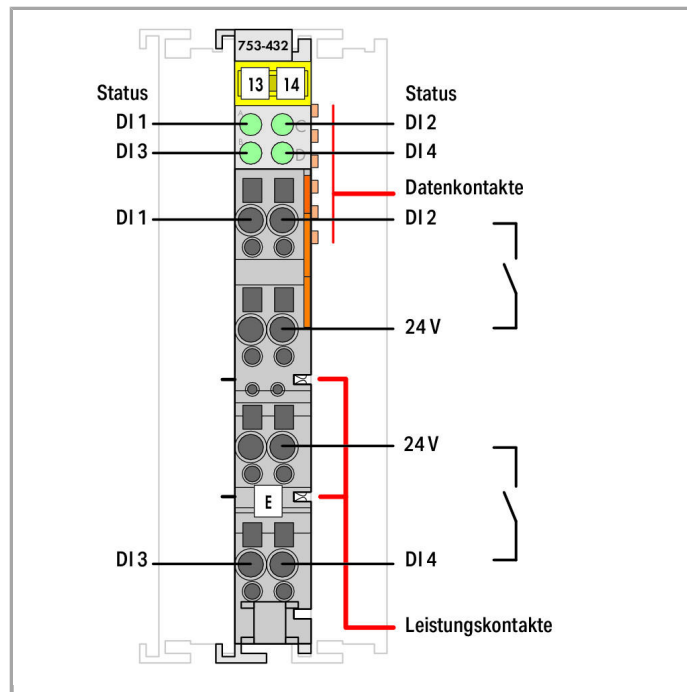 753-432
13 14
Status Status
A C
DI 1 DI 2
B D
DI 3 DI 4
Datenkontakte
DI 1 DI 2
24 V
24 V
E
DI 3 DI 4
Leistungskontakte